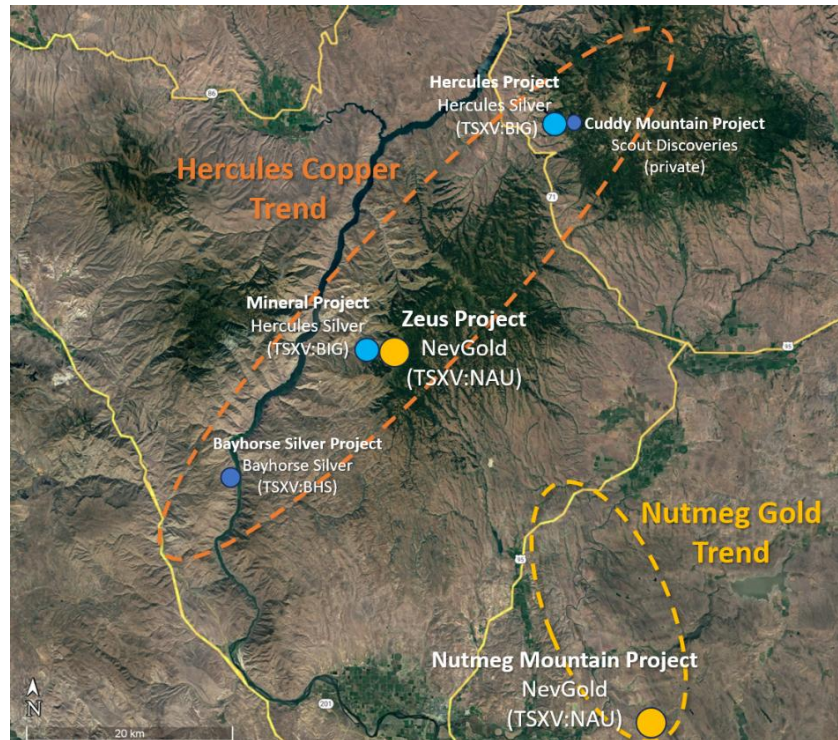 86
Hercules Project
Hercules Silver
(TSXV:BIG)
Cuddy Mountain Project
Scout Discoveries
(private)
Hercules Copper
Trend
71
Mineral Project
Hercules Silver
(TSXV:BIG)
Zeus Project
NevGold
(TSXV:NAU)
95
Bayhorse Silver Project
Bayhorse Silver
(TSXV:BHS)
Nutmeg Gold
Trend
95
Nutmeg Mountain Project
NevGold
(TSXV:NAU)
201
N
20 km